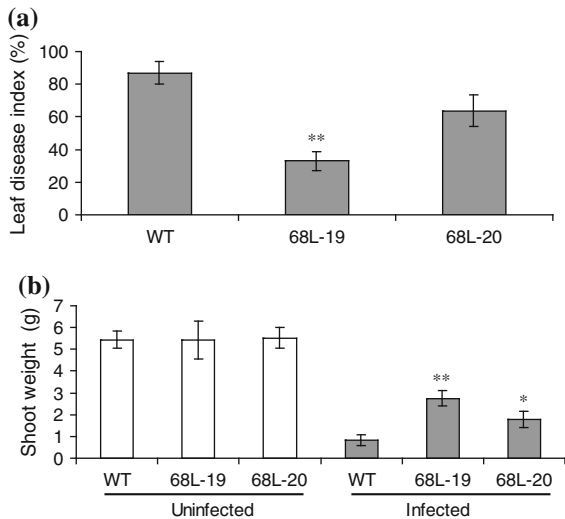 (a)
Leaf disease index (%)
100
80
60
40
20
0
**
WT 68L-19 68L-20
(b)
Shoot weight (g)
7
6
5
4
3
2
1
0
** *
WT 68L-19 68L-20 WT 68L-19 68L-20
Uninfected Infected